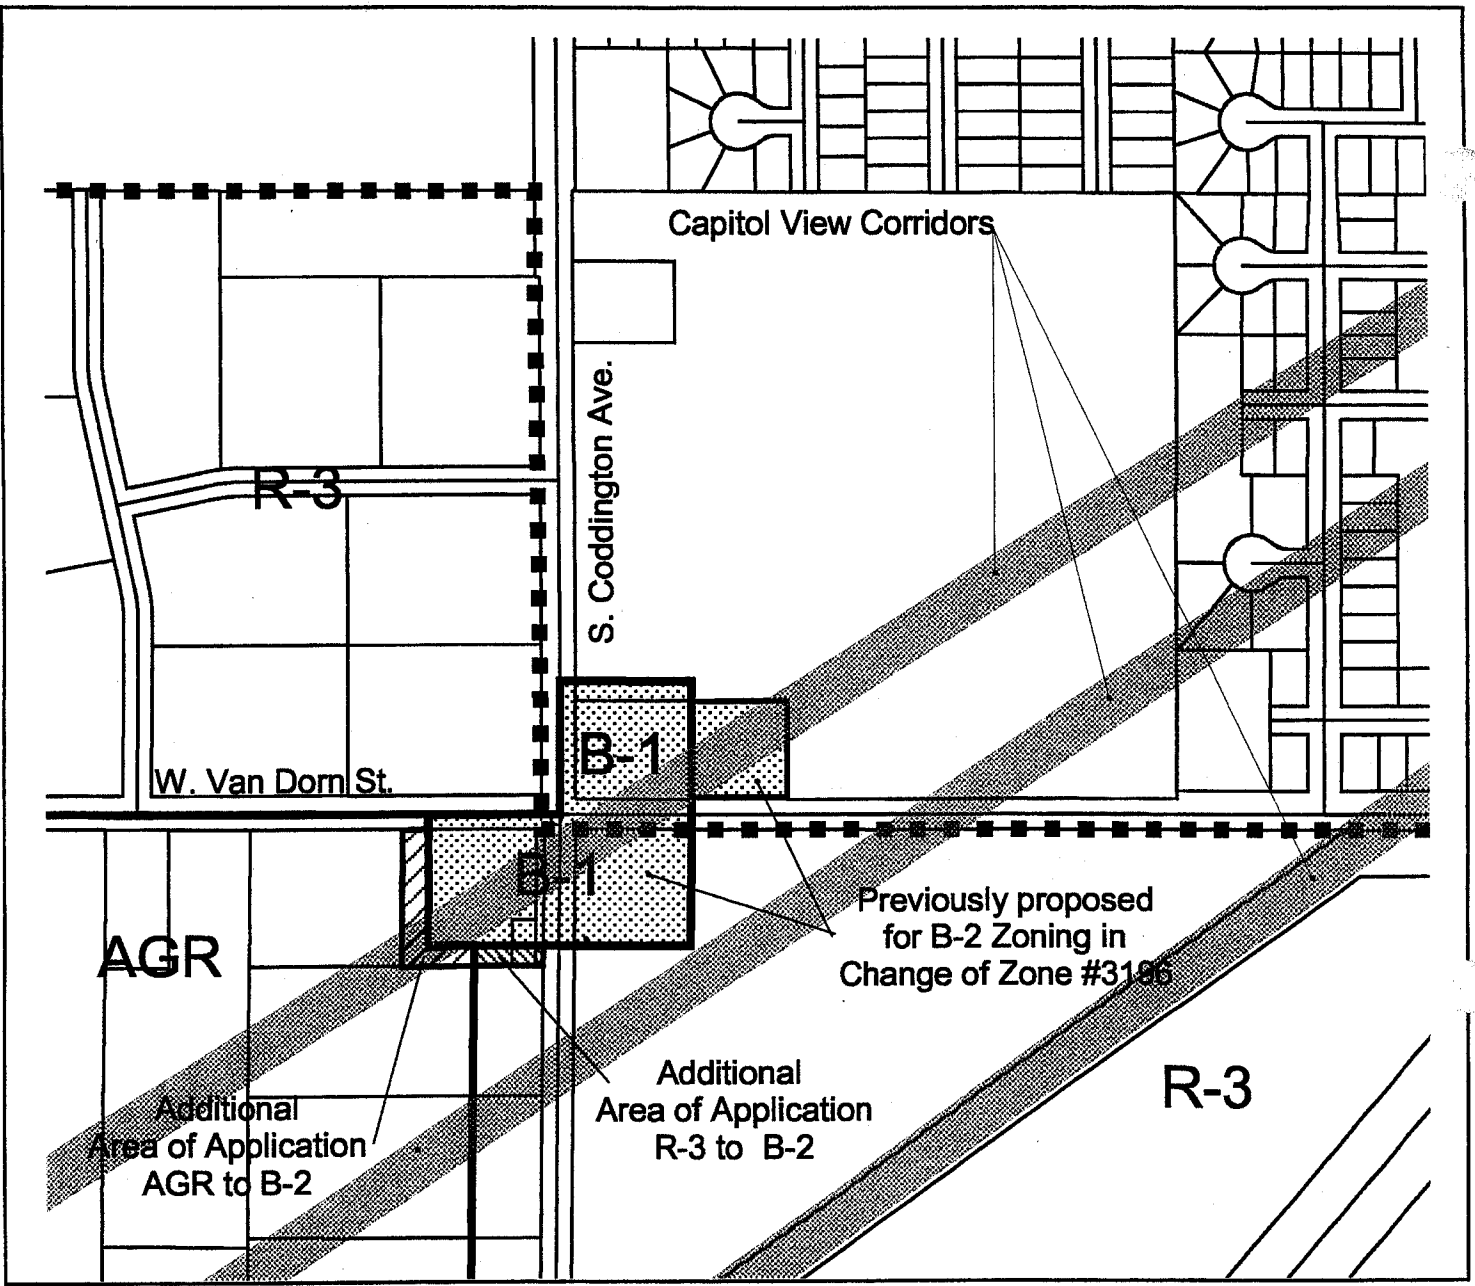 Capitol View Corridors
S. Coddington Ave.
R-3
B-1
W. Van Dorn St.
B-1
Previously proposed
for B-2 Zoning in
Change of Zone #3196
AGR
Additional
Area of Application
R-3 to B-2
R-3
Additional
Area of Application
AGR to B-2